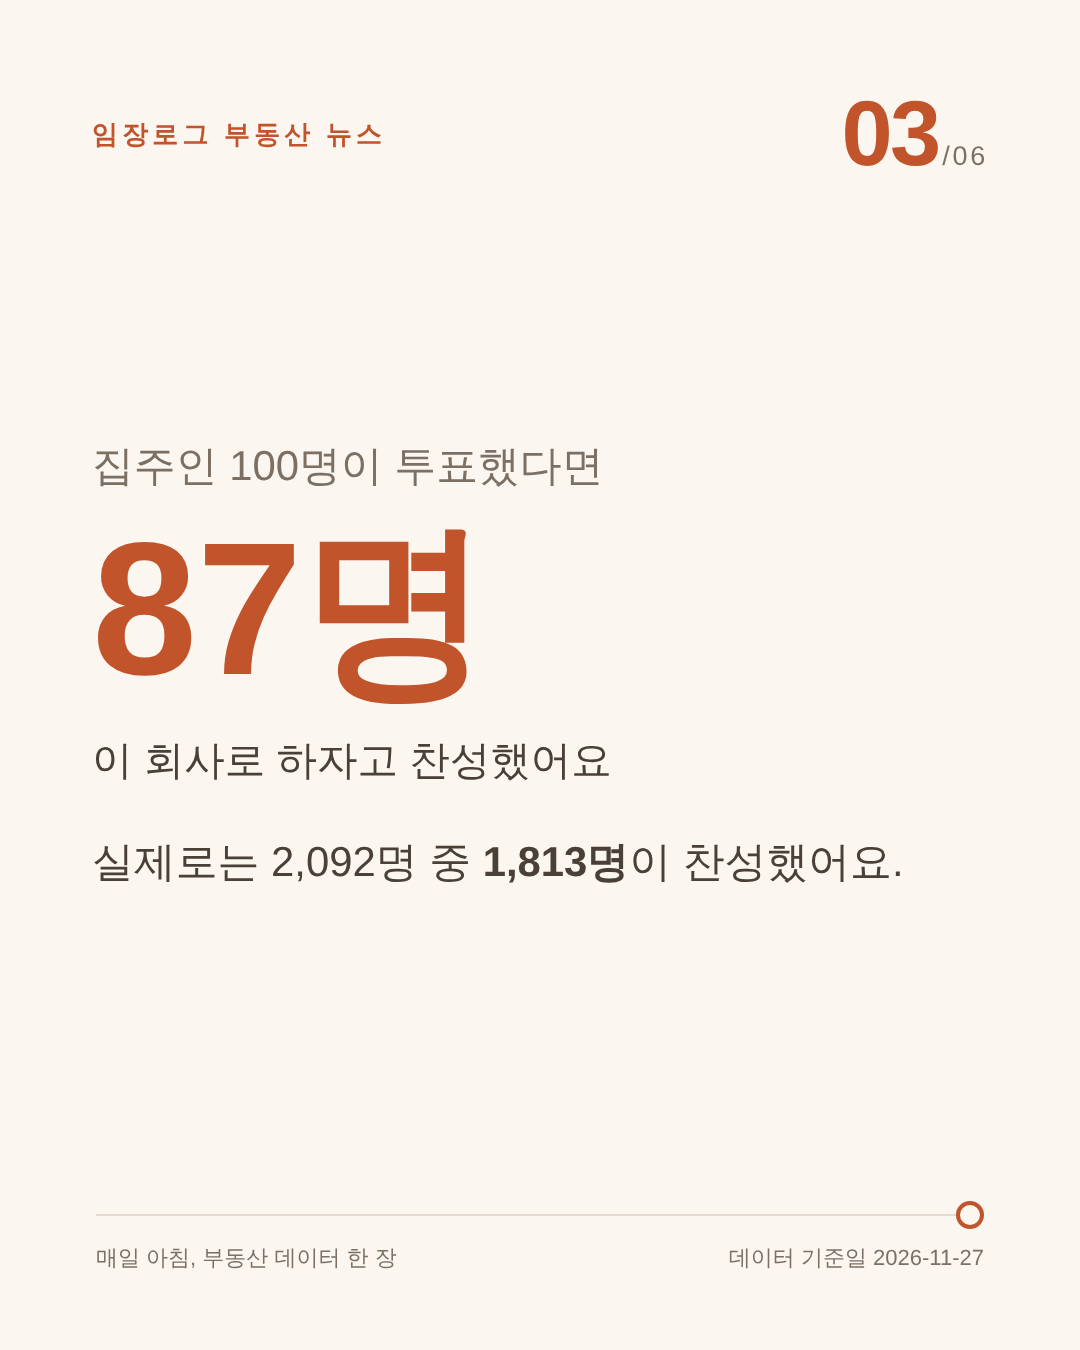 임장로그 부동산 뉴스
03/06
집주인 100명이 투표했다면
87명
이 회사로 하자고 찬성했어요
실제로는 2,092명 중 1,813명이 찬성했어요.
매일 아침, 부동산 데이터 한 장
데이터 기준일 2026-11-27